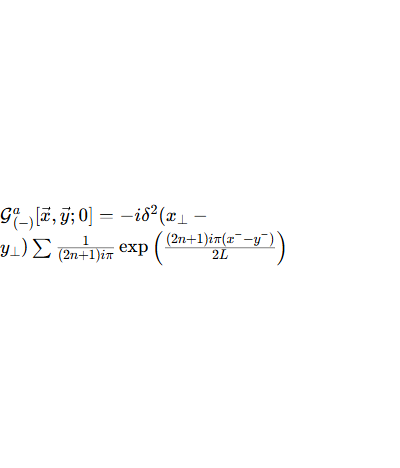 $\mathcal{G}^a_{(-)}[\vec{x},\vec{y};0] = -i\delta^2(x_\perp -$
$y_\perp) \sum \frac{1}{(2n+1)i\pi} \exp\left(\frac{(2n+1)i\pi(x^- - y^-)}{2L}\right)$